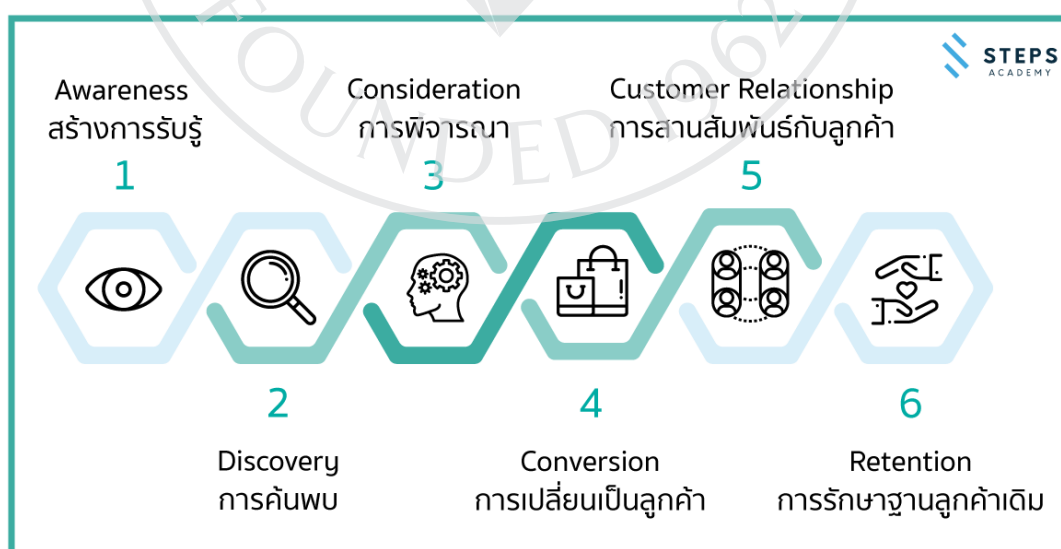 FOUNDED 1962
STEPS
ACADEMY
Awareness
สร้างการรับรู้
1
Consideration
การพิจารณา
3
Customer Relationship
การสานสัมพันธ์กับลูกค้า
5
2
Discovery
การค้นพบ
4
Conversion
การเปลี่ยนเป็นลูกค้า
6
Retention
การรักษาฐานลูกค้าเดิม